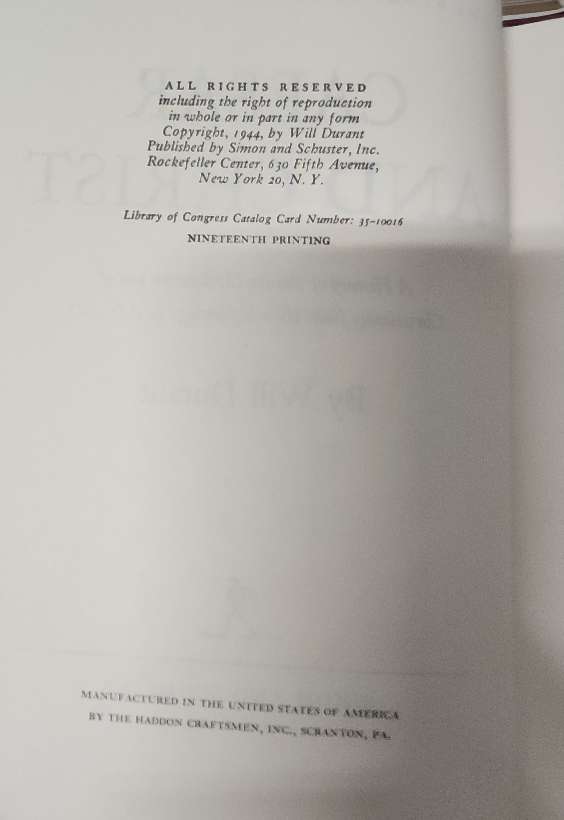 ALL RIGHTS RESERVED
including the right of reproduction
in whole or in part in any form
Copyright, 1944, by Will Durant
Published by Simon and Schuster, Inc.
Rockefeller Center, 630 Fifth Avenue,
New York 20, N. Y.
Library of Congress Catalog Card Number: 35-10016
NINETEENTH PRINTING
By Will Durant
MANUFACTURED IN THE UNITED STATES OF AMERICA
BY THE HADDON CRAFTSMEN, INC., SCRANTON, PA.